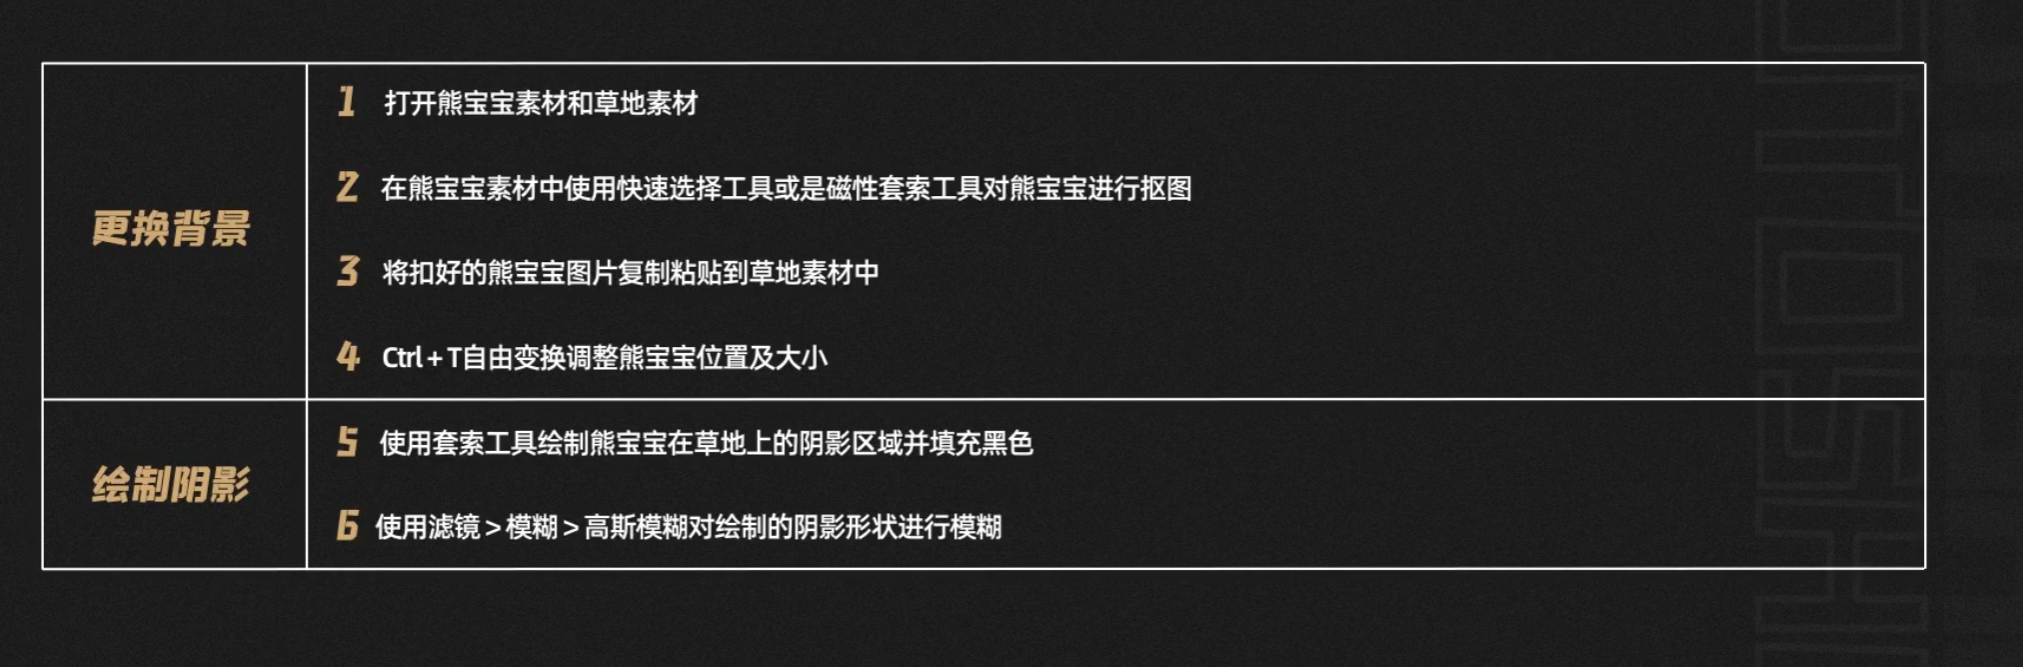 更换背景
1 打开熊宝宝素材和草地素材
2 在熊宝宝素材中使用快速选择工具或是磁性套索工具对熊宝宝进行抠图
3 将扣好的熊宝宝图片复制粘贴到草地素材中
4 Ctrl+T自由变换调整熊宝宝位置及大小
绘制阴影
5 使用套索工具绘制熊宝宝在草地上的阴影区域并填充黑色
6 使用滤镜>模糊>高斯模糊对绘制的阴影形状进行模糊